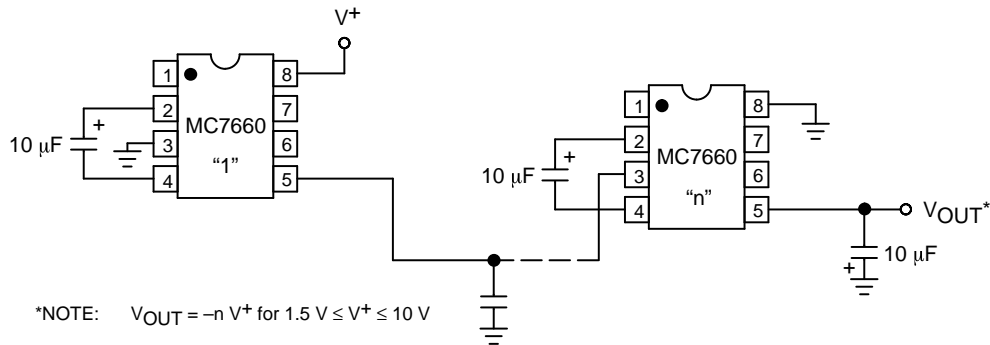 V+
1
2
3
4
8
7
6
5
MC7660
“1”
10 µF
+
1
2
3
4
8
7
6
5
MC7660
“n”
10 µF
+
VOUT*
10 µF
+
*NOTE: VOUT = –n V+ for 1.5 V ≤ V+ ≤ 10 V